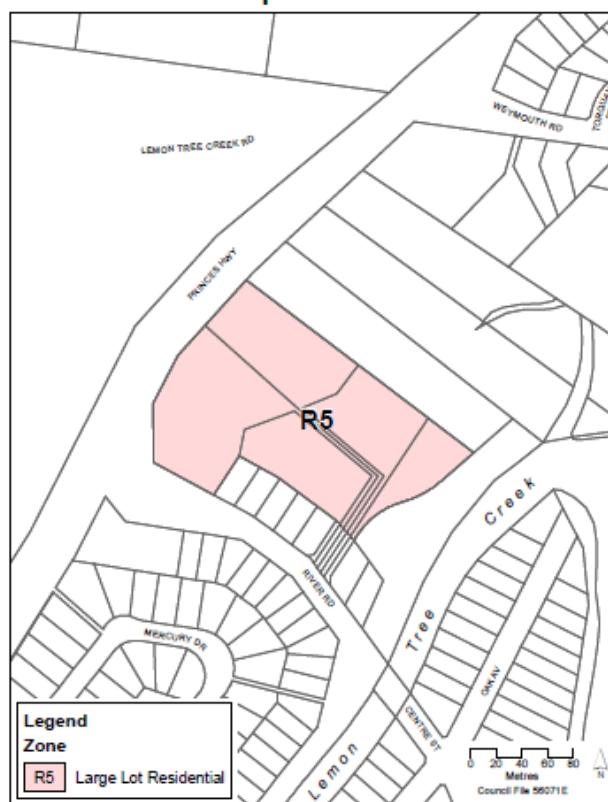 WEYMOUTH RD
LEMON TREE CREEK RD
PRINCES HWY
R5
Creek
Tree
Lemon
RIVER RD
MERCURY DR
OAK AV
CENTRE ST
Legend
Zone
R5 Large Lot Residential
0 20 40 60 80
Metres
Council File 56071E
N